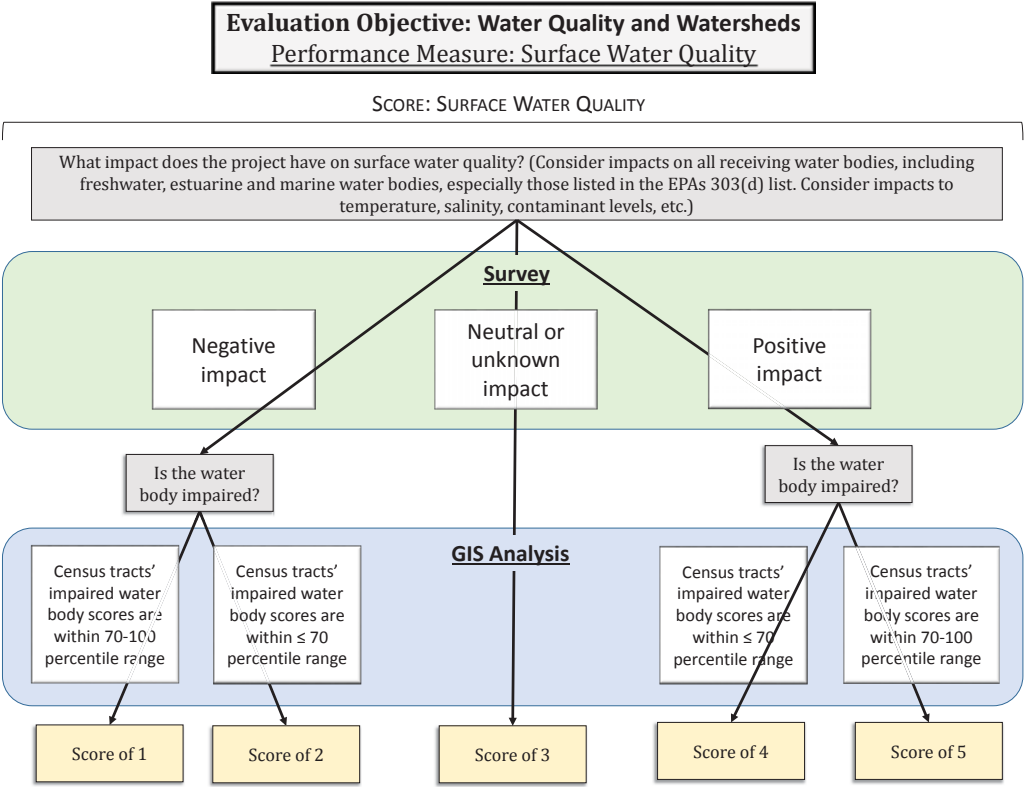 Evaluation Objective: Water Quality and Watersheds
Performance Measure: Surface Water Quality
SCORE: SURFACE WATER QUALITY
What impact does the project have on surface water quality? (Consider impacts on all receiving water bodies, including
freshwater, estuarine and marine water bodies, especially those listed in the EPAs 303(d) list. Consider impacts to
temperature, salinity, contaminant levels, etc.)
Survey
Negative
impact
Neutral or
unknown
impact
Positive
impact
Is the water
body impaired?
Is the water
body impaired?
GIS Analysis
Census tracts’
impaired water
body scores are
within 70-100
percentile range
Census tracts’
impaired water
body scores are
within ≤ 70
percentile range
Census tracts’
impaired water
body scores are
within ≤ 70
percentile range
Census tracts’
impaired water
body scores are
within 70-100
percentile range
Score of 1
Score of 2
Score of 3
Score of 4
Score of 5